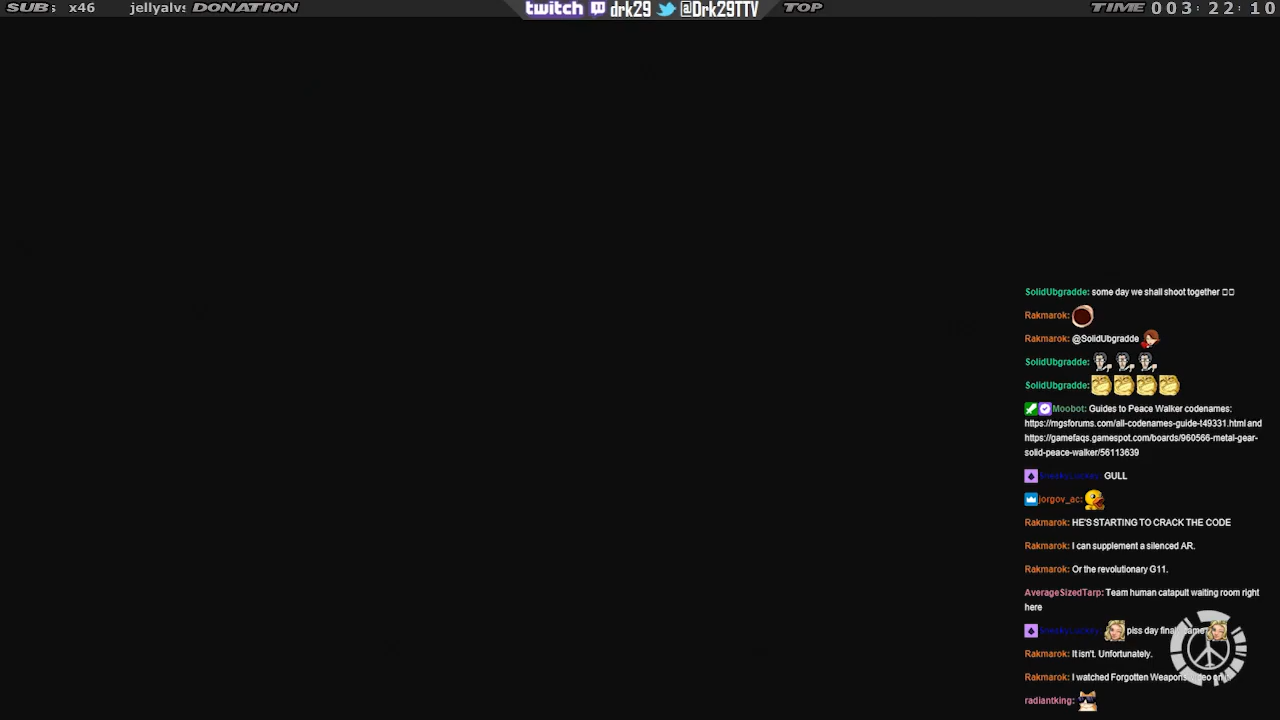 SUB: x46 jellyalv: DONATION twitch drk29 @Drk29TTV TOP TIME 003:22:10
SolidUbgradde: some day we shall shoot together
Rakmarok:
Rakmarok: @SolidUbgradde
SolidUbgradde:
SolidUbgradde:
Moobot: Guides to Peace Walker codenames:
https://mgsforums.com/all-codenames-guide-t49331.html and
https://gamefaqs.gamespot.com/boards/960566-metal-gear-
solid-peace-walker/56113639
GULL
jorgov_ac:
Rakmarok: HE'S STARTING TO CRACK THE CODE
Rakmarok: I can supplement a silenced AR.
Rakmarok: Or the revolutionary G11.
AverageSizedTarp: Team human catapult waiting room right
here
piss day
Rakmarok: It isn't. Unfortunately.
Rakmarok: I watched Forgotten Weapons
radiantking: